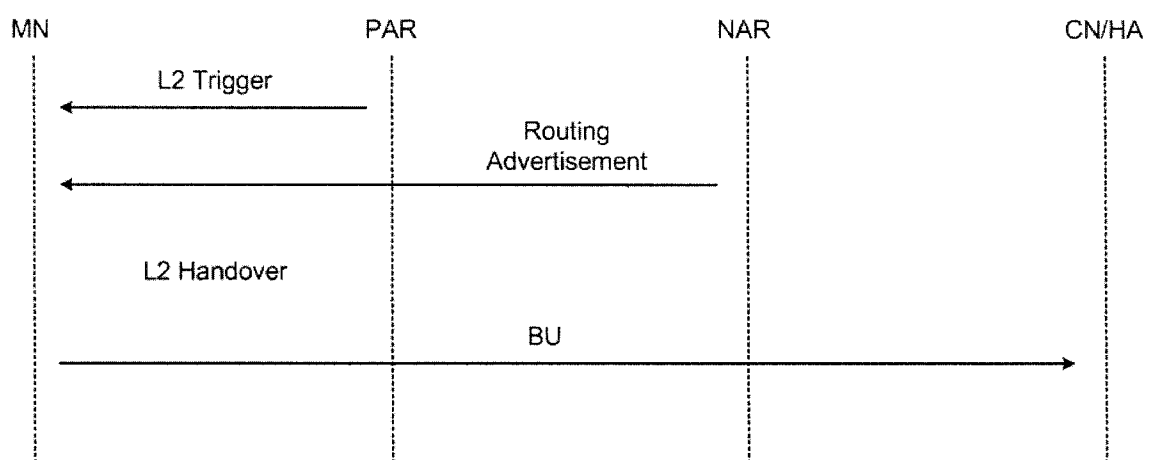 MN PAR NAR CN/HA
L2 Trigger
Routing
Advertisement
L2 Handover
BU